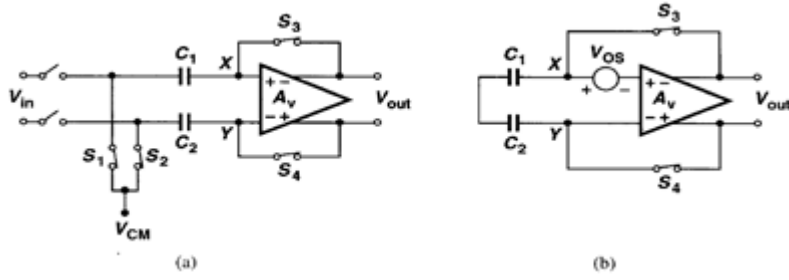 S3
C1 X
+ −
Av
− +
Vin
Vout
C2 Y
S4
S1 S2
VCM
(a)
S3
C1 X VOS
+ −
+ −
Av
− +
Vout
C2 Y
S4
(b)